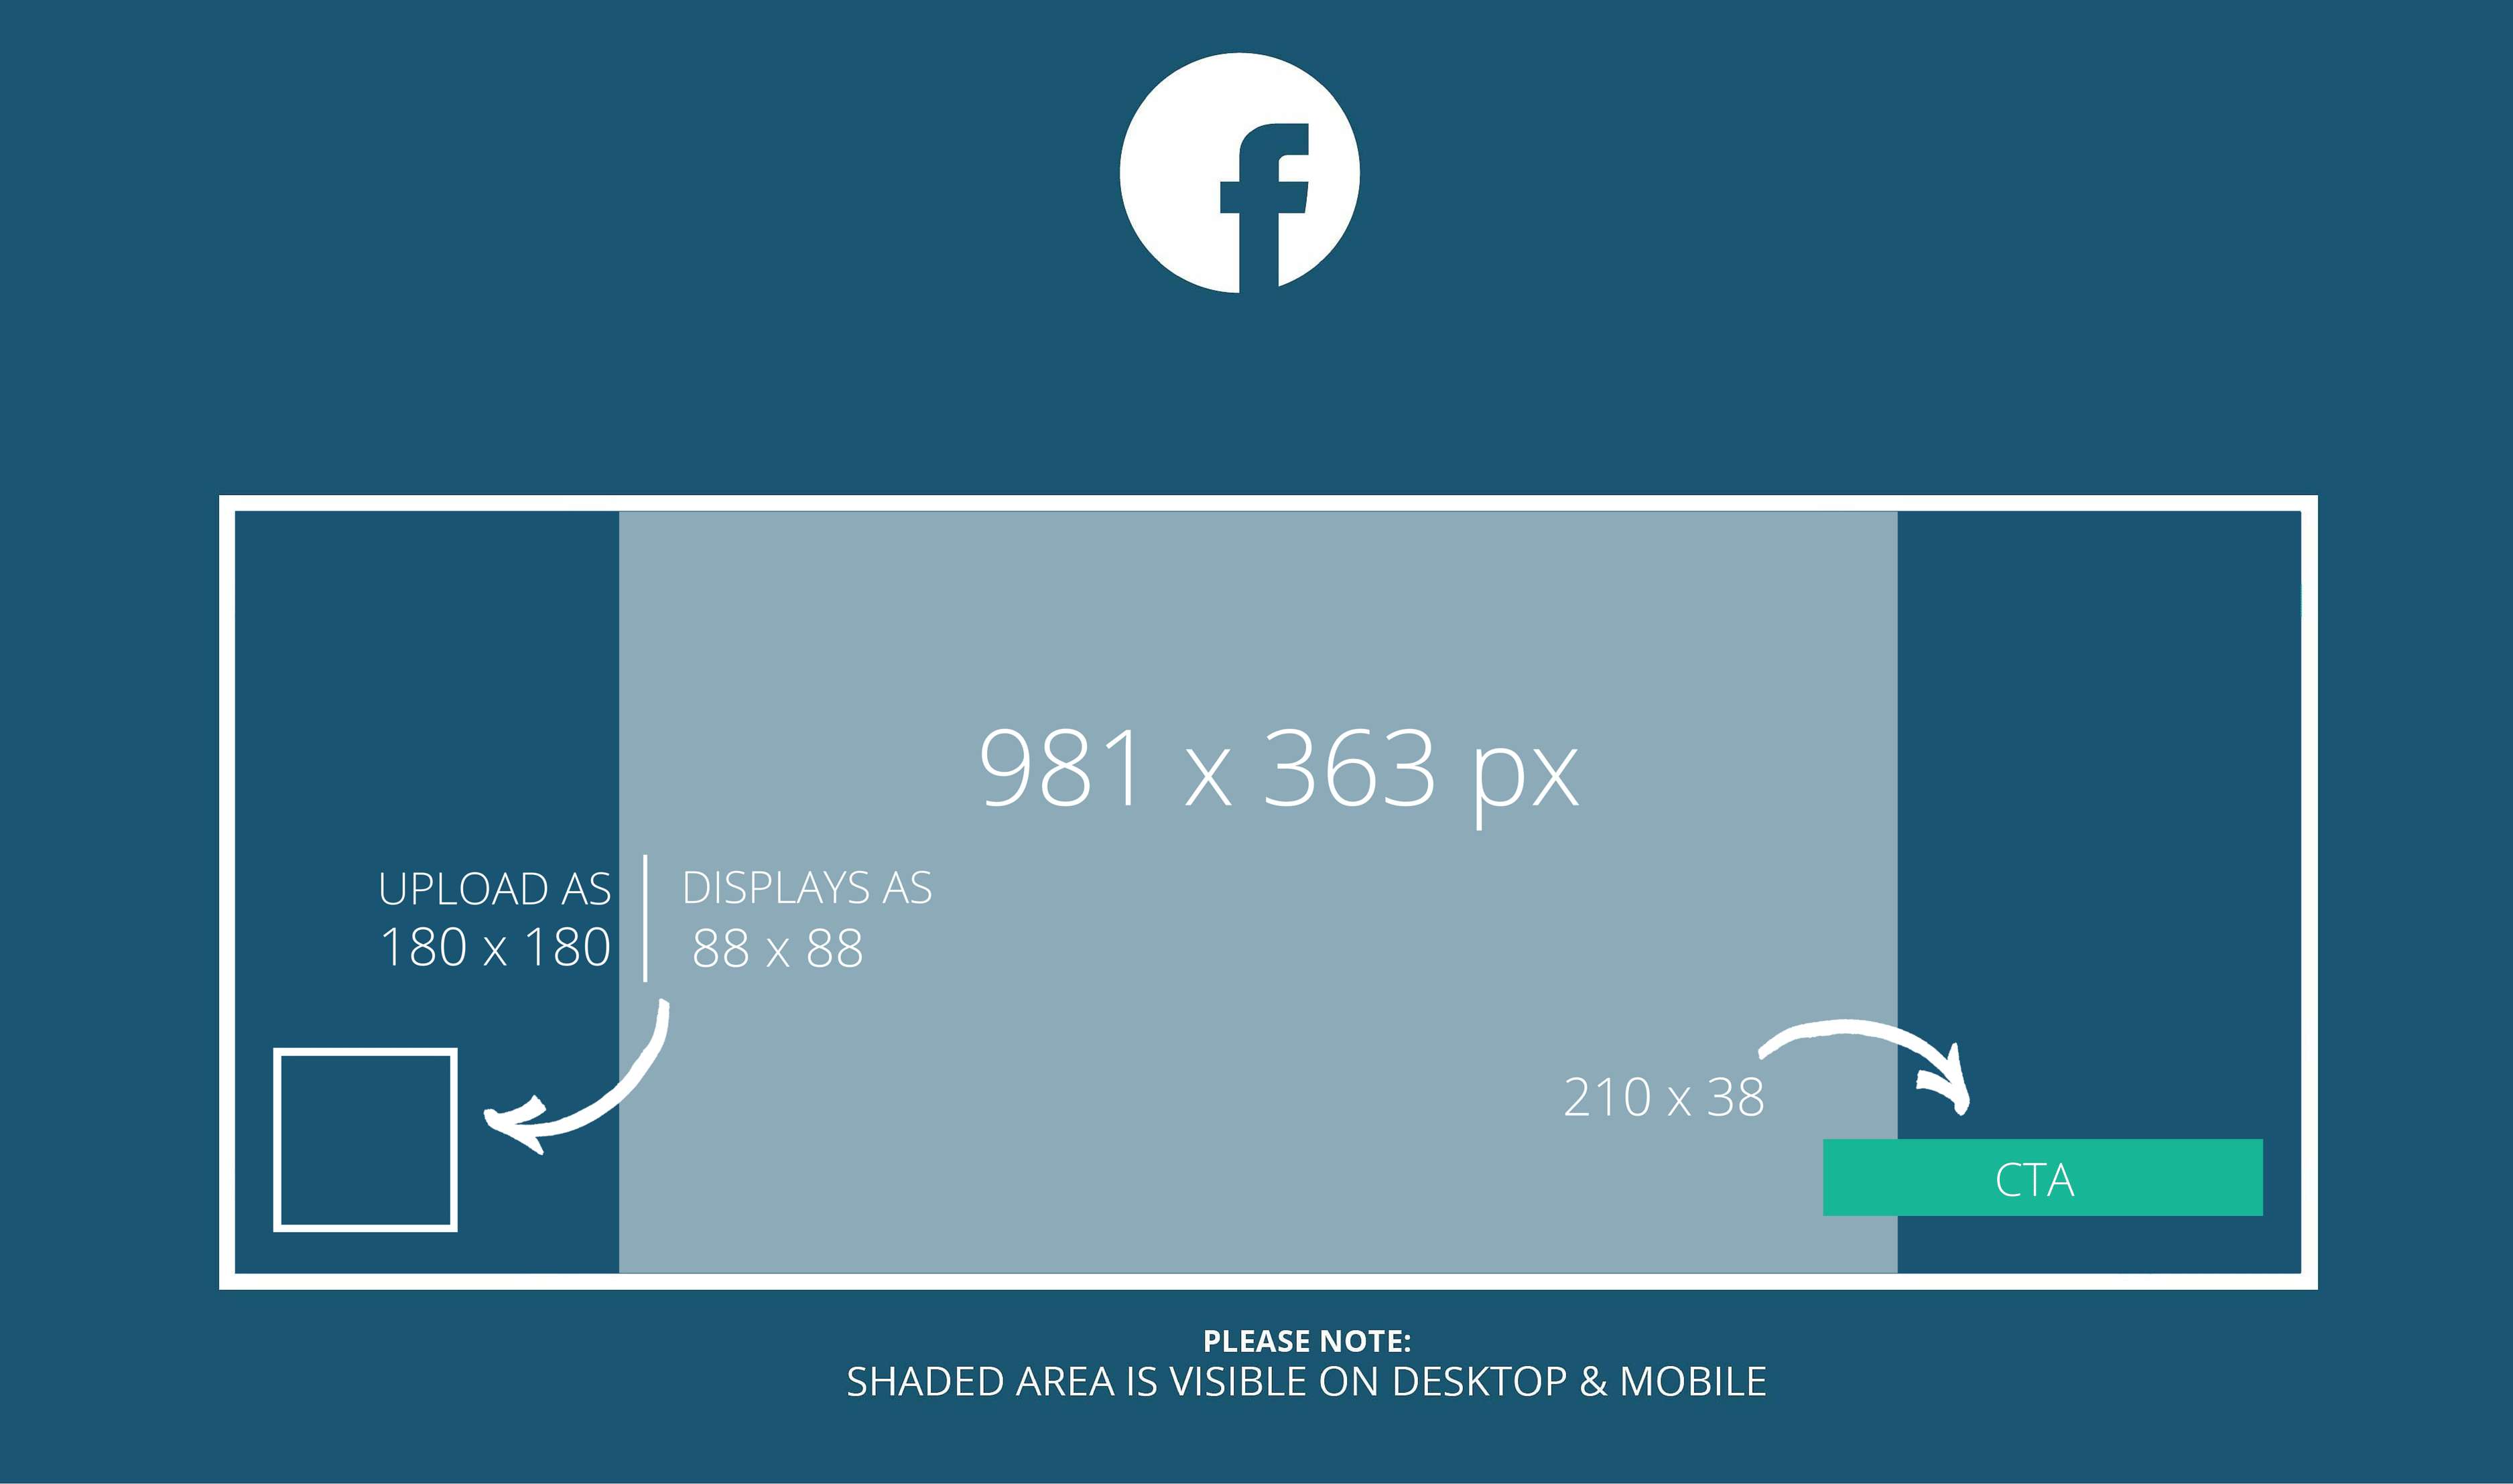 981 x 363 px
UPLOAD AS
180 x 180
DISPLAYS AS
88 x 88
210 x 38
CTA
PLEASE NOTE:
SHADED AREA IS VISIBLE ON DESKTOP & MOBILE